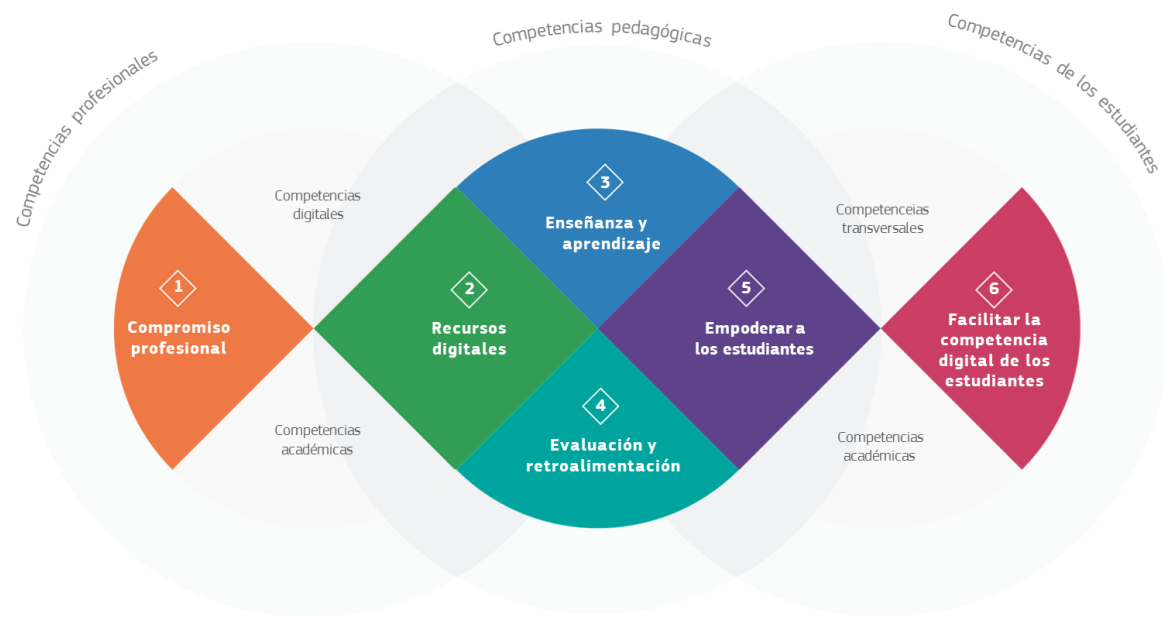 Competencias profesionales
Competencias pedagógicas
Competencias de los estudiantes
Competencias
digitales
Competencias
académicas
1
Compromiso
profesional
2
Recursos
digitales
3
Enseñanza y
aprendizaje
4
Evaluación y
retroalimentación
5
Empoderar a
los estudiantes
Competenceias
transversales
Competencias
académicas
6
Facilitar la
competencia
digital de los
estudiantes